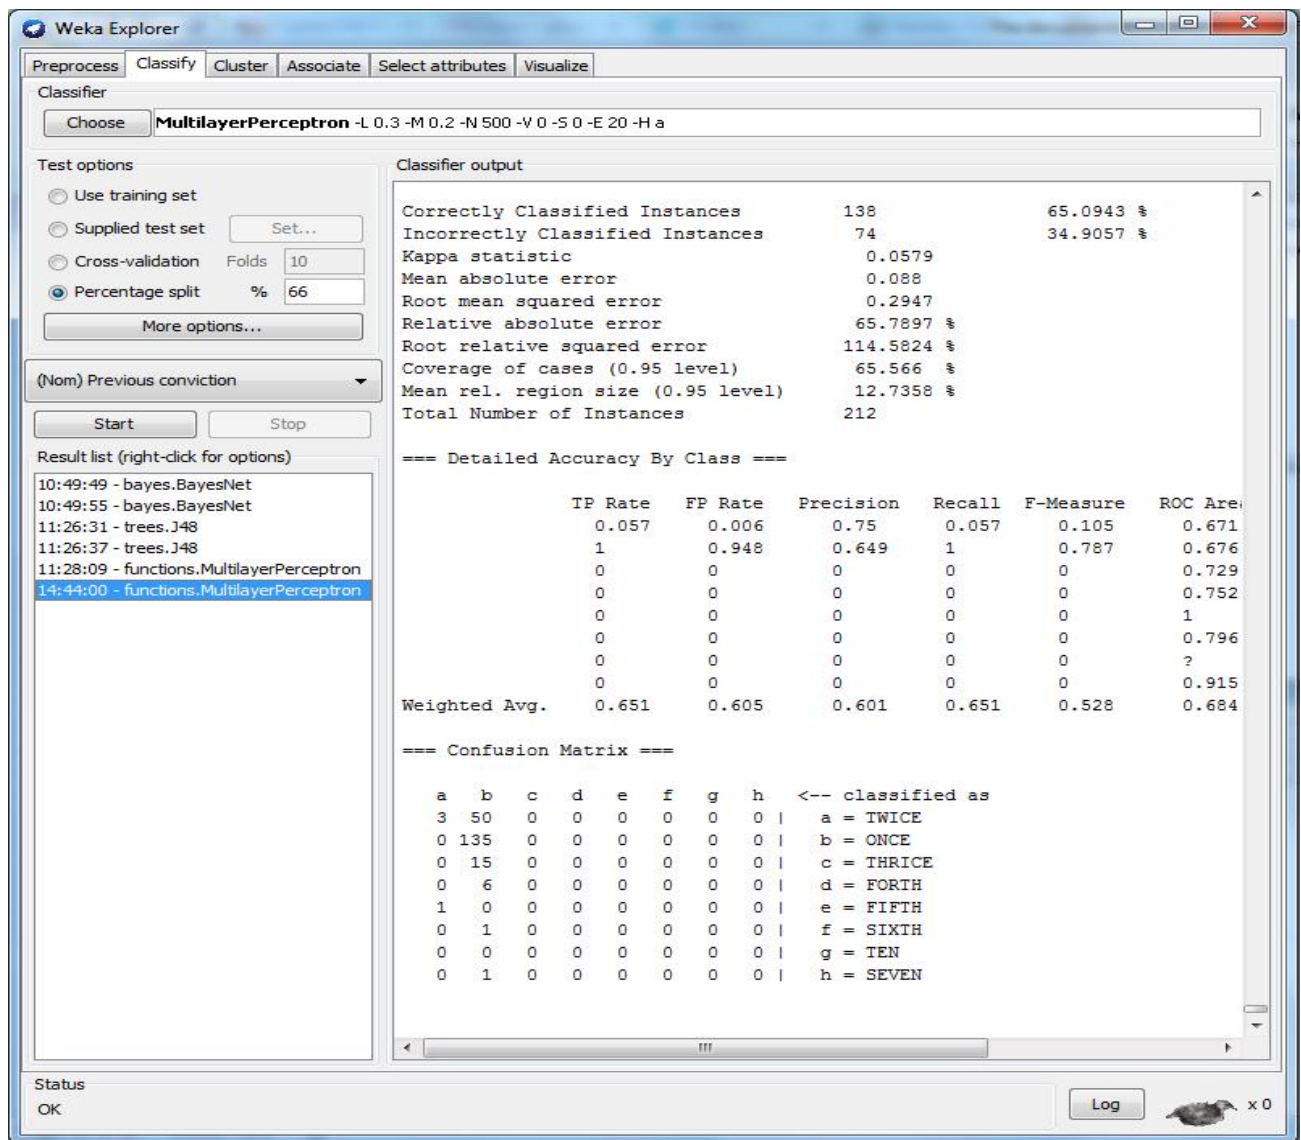 Weka Explorer
Preprocess Classify Cluster Associate Select attributes Visualize
Classifier
Choose MultilayerPerceptron -L 0.3 -M 0.2 -N 500 -V 0 -S 0 -E 20 -H a
Test options
Use training set
Supplied test set Set...
Cross-validation Folds 10
Percentage split % 66
More options...
(Nom) Previous conviction
Start Stop
Result list (right-click for options)
10:49:49 - bayes.BayesNet
10:49:55 - bayes.BayesNet
11:26:31 - trees.J48
11:26:37 - trees.J48
11:28:09 - functions.MultilayerPerceptron
14:44:00 - functions.MultilayerPerceptron
Classifier output
Correctly Classified Instances 138 65.0943 %
Incorrectly Classified Instances 74 34.9057 %
Kappa statistic 0.0579
Mean absolute error 0.088
Root mean squared error 0.2947
Relative absolute error 65.7897 %
Root relative squared error 114.5824 %
Coverage of cases (0.95 level) 65.566 %
Mean rel. region size (0.95 level) 12.7358 %
Total Number of Instances 212
=== Detailed Accuracy By Class ===
TP Rate FP Rate Precision Recall F-Measure ROC Are
0.057 0.006 0.75 0.057 0.105 0.671
1 0.948 0.649 1 0.787 0.676
0 0 0 0 0 0.729
0 0 0 0 0 0.752
0 0 0 0 0 1
0 0 0 0 0 0.796
0 0 0 0 0 ?
0 0 0 0 0 0.915
Weighted Avg. 0.651 0.605 0.601 0.651 0.528 0.684
=== Confusion Matrix ===
a b c d e f g h <-- classified as
3 50 0 0 0 0 0 0 | a = TWICE
0 135 0 0 0 0 0 0 | b = ONCE
0 15 0 0 0 0 0 0 | c = THRICE
0 6 0 0 0 0 0 0 | d = FORTH
1 0 0 0 0 0 0 0 | e = FIFTH
0 1 0 0 0 0 0 0 | f = SIXTH
0 0 0 0 0 0 0 0 | g = TEN
0 1 0 0 0 0 0 0 | h = SEVEN
Status
OK
Log x 0